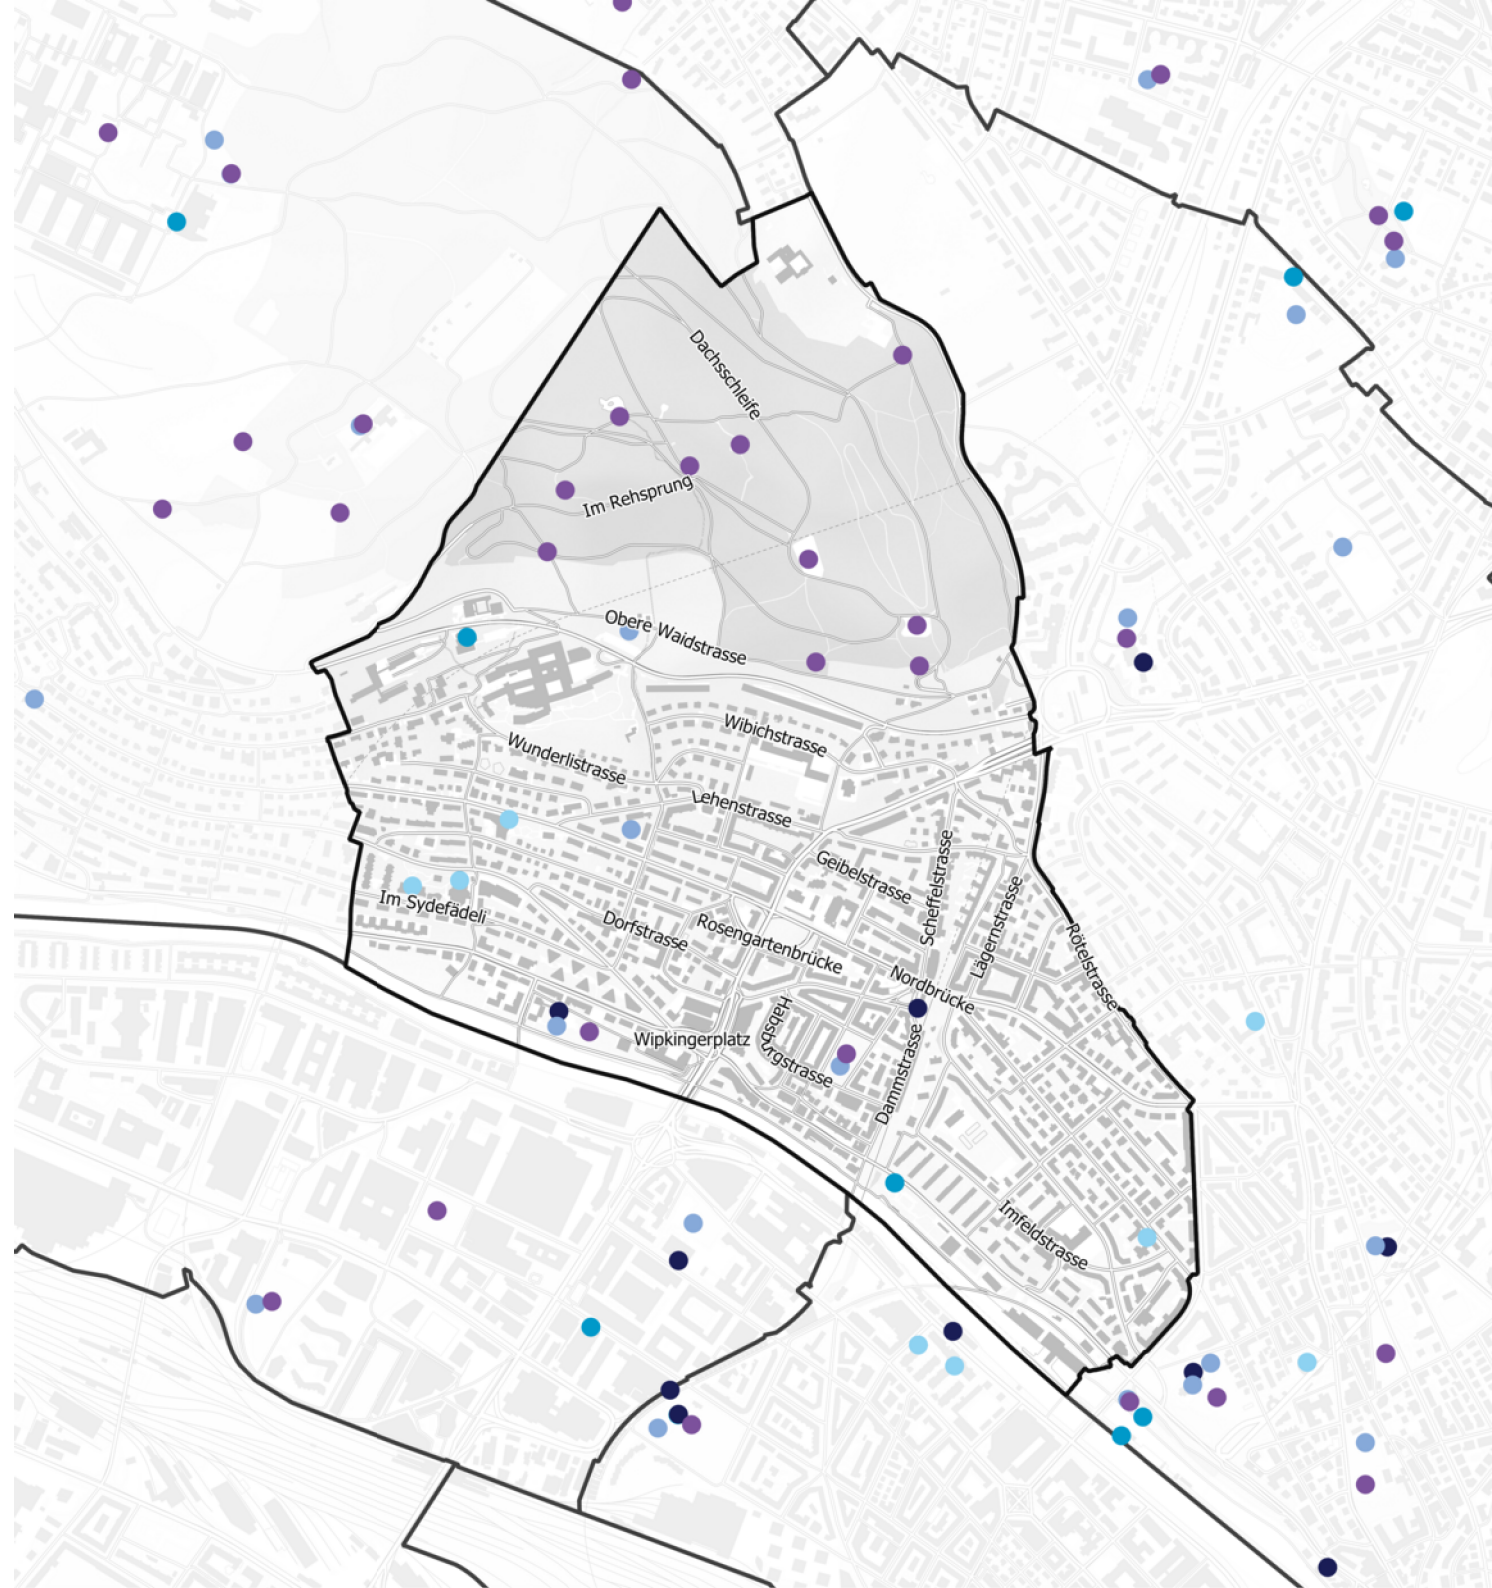 Dachsschleife
Im Rehsprung
Obere Waidstrasse
Wibichstrasse
Wunderlistrasse
Lehenstrasse
Geibelstrasse
Scheffelstrasse
Lägernstrasse
Im Sydefädeli
Dorfstrasse
Rosengartenbrücke
Rötelstrasse
Nordbrücke
Habsburgstrasse
Wipkingerplatz
Dammstrasse
Imfeldstrasse